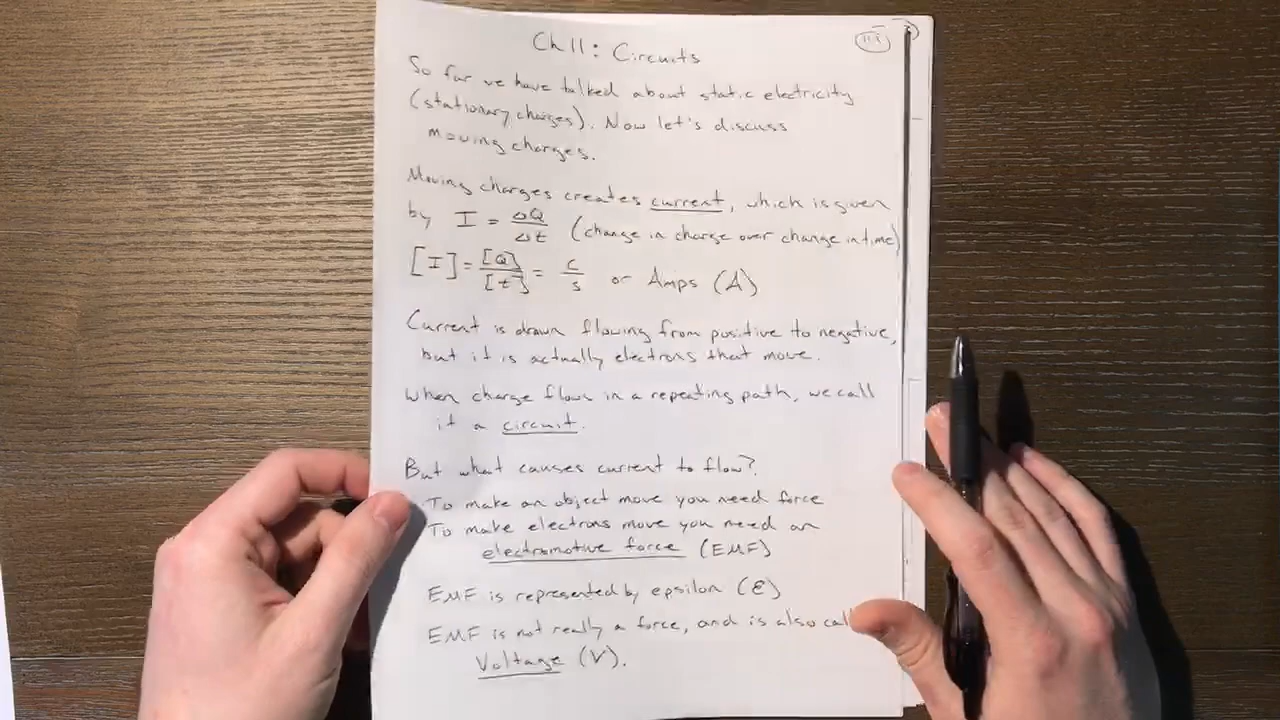 Ch 11: Circuits
So far we have talked about static electricity
(stationary charges). Now let's discuss
moving charges.
Moving charges creates current, which is given
by I = ΔQ/Δt (change in charge over change in time)
[I] = [Q]/[t] = C/s or Amps (A)
Current is drawn flowing from positive to negative,
but it is actually electrons that move.
When charge flows in a repeating path, we call
it a circuit.
But what causes current to flow?
To make an object move you need force
To make electrons move you need an
electromotive force (EMF)
EMF is represented by epsilon (ℰ)
EMF is not really a force, and is also
Voltage (V).